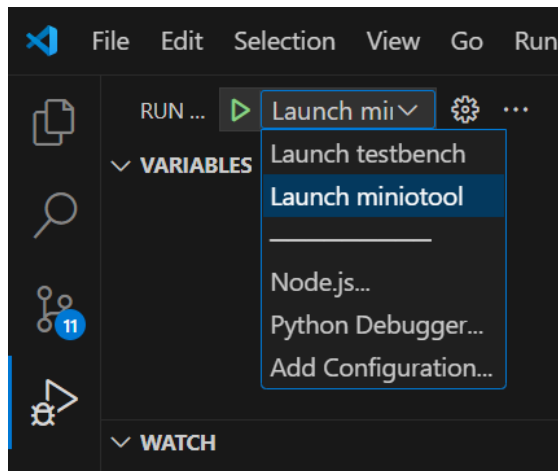 File Edit Selection View Go Run
RUN ... Launch mi
VARIABLES
Launch testbench
Launch miniotool
Node.js...
Python Debugger...
Add Configuration...
11
WATCH